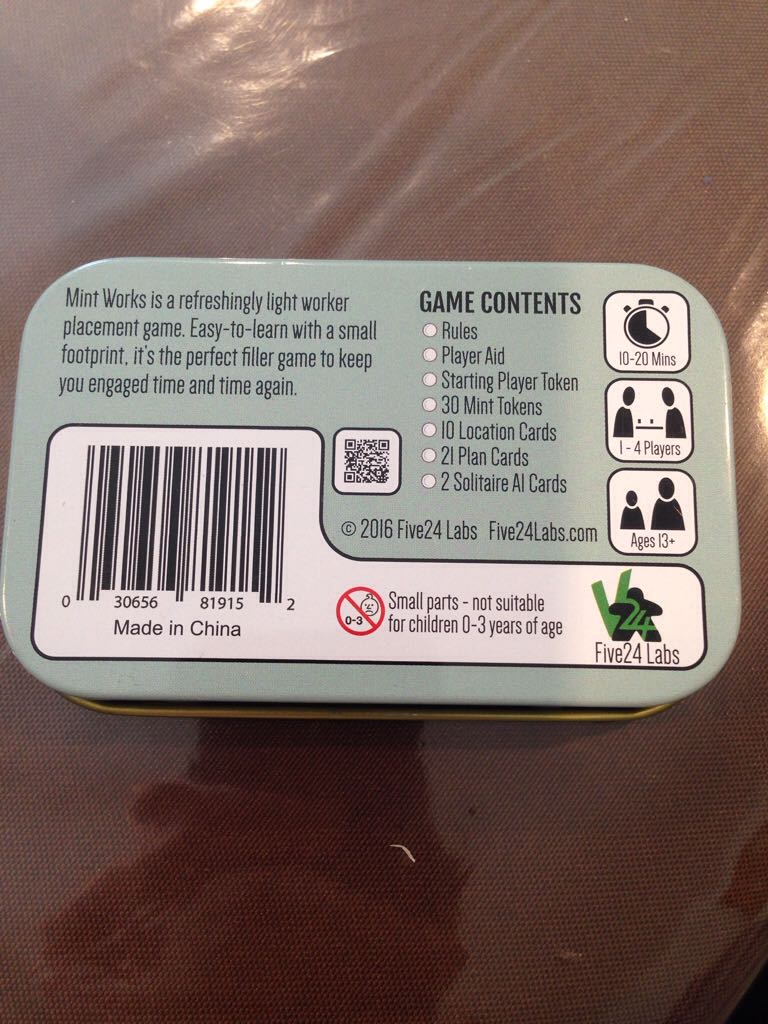 Mint Works is a refreshingly light worker
placement game. Easy-to-learn with a small
footprint, it's the perfect filler game to keep
you engaged time and time again.
GAME CONTENTS
Rules
Player Aid
Starting Player Token
30 Mint Tokens
10 Location Cards
21 Plan Cards
2 Solitaire AI Cards
10-20 Mins
1 - 4 Players
Ages 13+
© 2016 Five24 Labs Five24Labs.com
0 30656 81915 2
Made in China
0-3
Small parts - not suitable
for children 0-3 years of age
V24
Five24 Labs